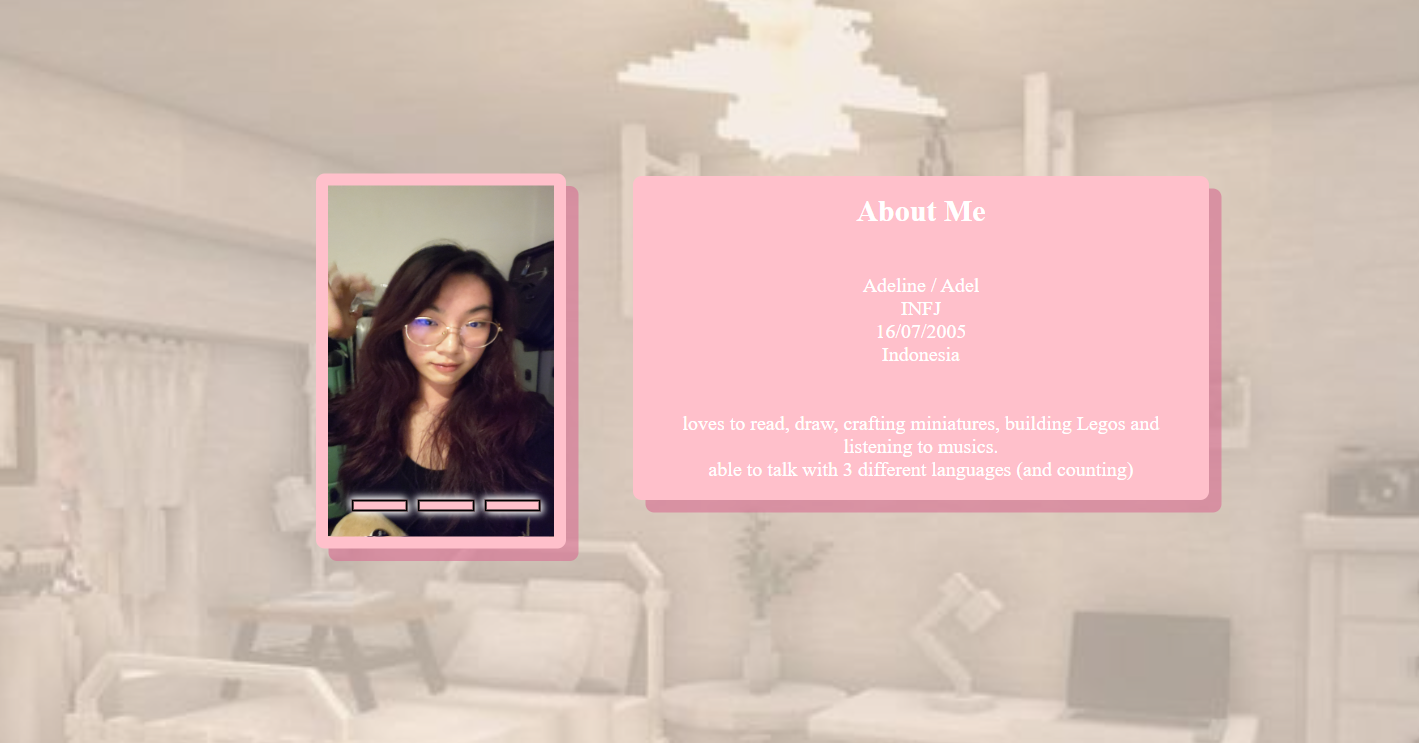 About Me
Adeline / Adel
INFJ
16/07/2005
Indonesia
loves to read, draw, crafting miniatures, building Legos and
listening to musics.
able to talk with 3 different languages (and counting)